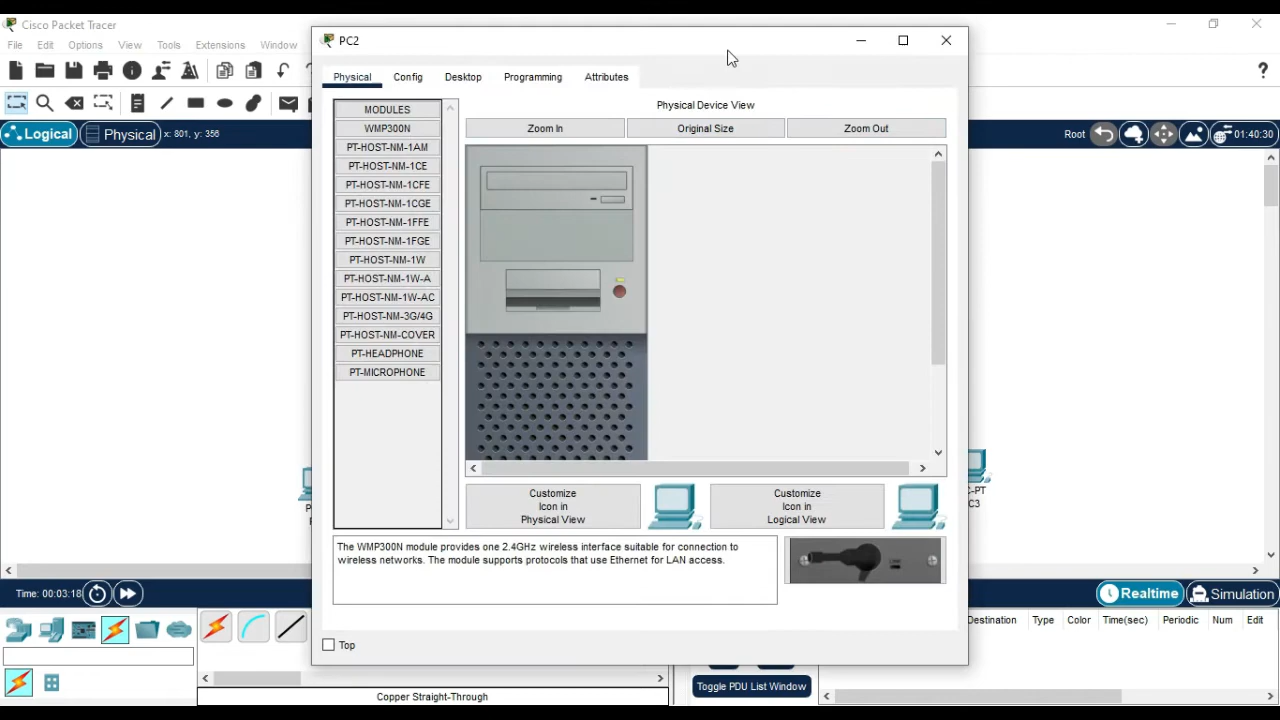 Cisco Packet Tracer
File Edit Options View Tools Extensions Window
?
Logical Physical x: 801, y: 356
Root 01:40:30
PC2
Physical Config Desktop Programming Attributes
MODULES
WMP300N
PT-HOST-NM-1AM
PT-HOST-NM-1CE
PT-HOST-NM-1CFE
PT-HOST-NM-1CGE
PT-HOST-NM-1FFE
PT-HOST-NM-1FGE
PT-HOST-NM-1W
PT-HOST-NM-1W-A
PT-HOST-NM-1W-AC
PT-HOST-NM-3G/4G
PT-HOST-NM-COVER
PT-HEADPHONE
PT-MICROPHONE
Physical Device View
Zoom In Original Size Zoom Out
Customize
Icon in
Physical View
Customize
Icon in
Logical View
The WMP300N module provides one 2.4GHz wireless interface suitable for connection to
wireless networks. The module supports protocols that use Ethernet for LAN access.
Top
C-PT
C3
Time: 00:03:18
Realtime Simulation
Destination Type Color Time(sec) Periodic Num Edit
Toggle PDU List Window
Copper Straight-Through